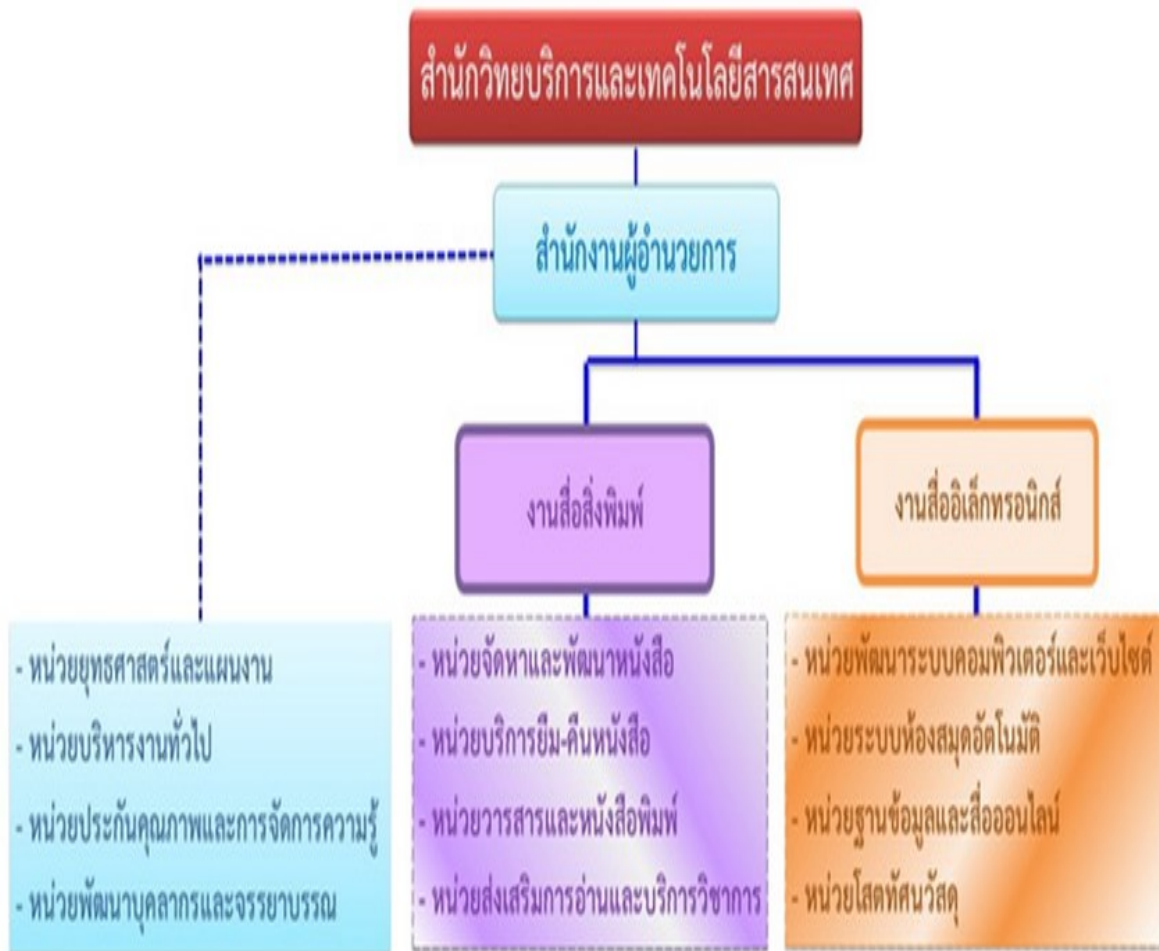 สำนักวิทยบริการและเทคโนโลยีสารสนเทศ
สำนักงานผู้อำนวยการ
งานสื่อสิ่งพิมพ์
งานสื่ออิเล็กทรอนิกส์
- หน่วยยุทธศาสตร์และแผนงาน
- หน่วยบริหารงานทั่วไป
- หน่วยประกันคุณภาพและการจัดการความรู้
- หน่วยพัฒนาบุคลากรและจรรยาบรรณ
- หน่วยจัดหาและพัฒนาหนังสือ
- หน่วยบริการยืม-คืนหนังสือ
- หน่วยวารสารและหนังสือพิมพ์
- หน่วยส่งเสริมการอ่านและบริการวิชาการ
- หน่วยพัฒนาระบบคอมพิวเตอร์และเว็บไซต์
- หน่วยระบบห้องสมุดอัตโนมัติ
- หน่วยฐานข้อมูลและสื่อออนไลน์
- หน่วยโสตทัศนวัสดุ